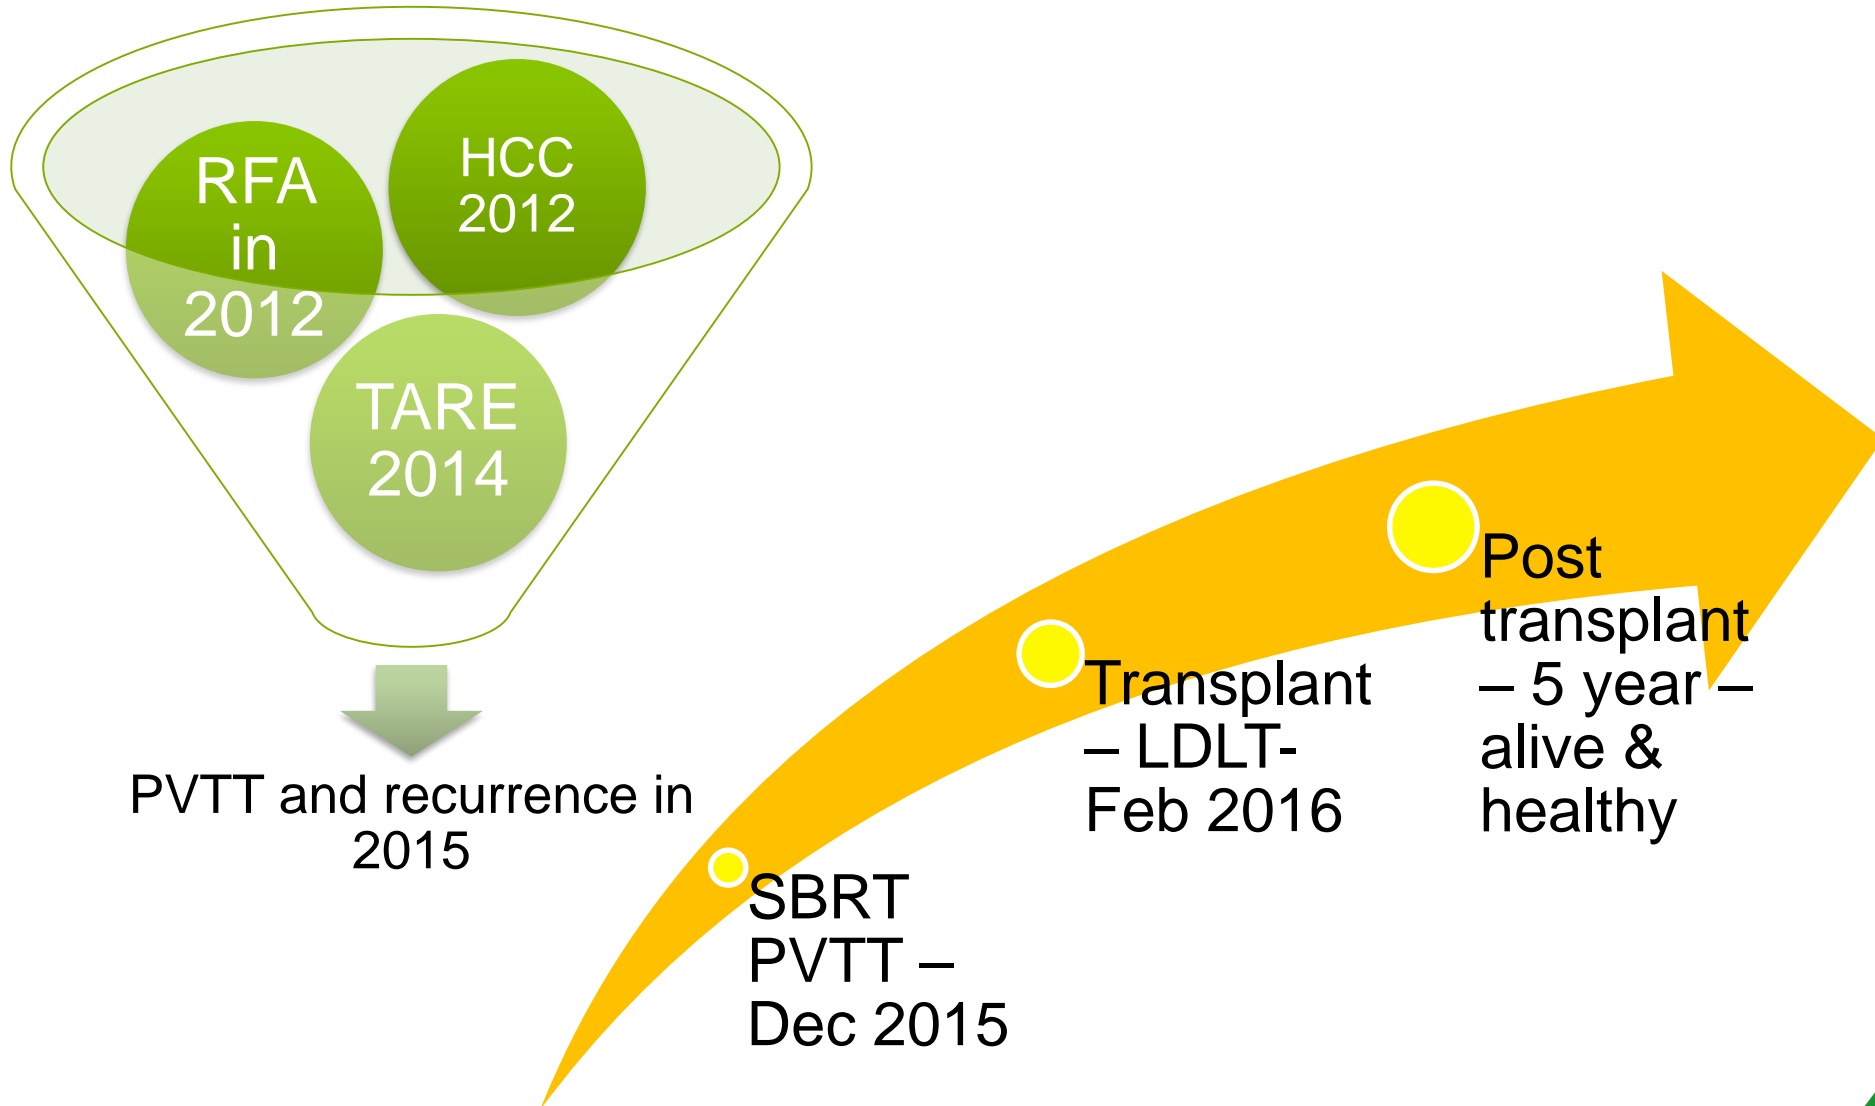 RFA
in
2012
HCC
2012
TARE
2014
PVTT and recurrence in
2015
SBRT
PVTT –
Dec 2015
Transplant
– LDLT-
Feb 2016
Post
transplant
– 5 year –
alive &
healthy